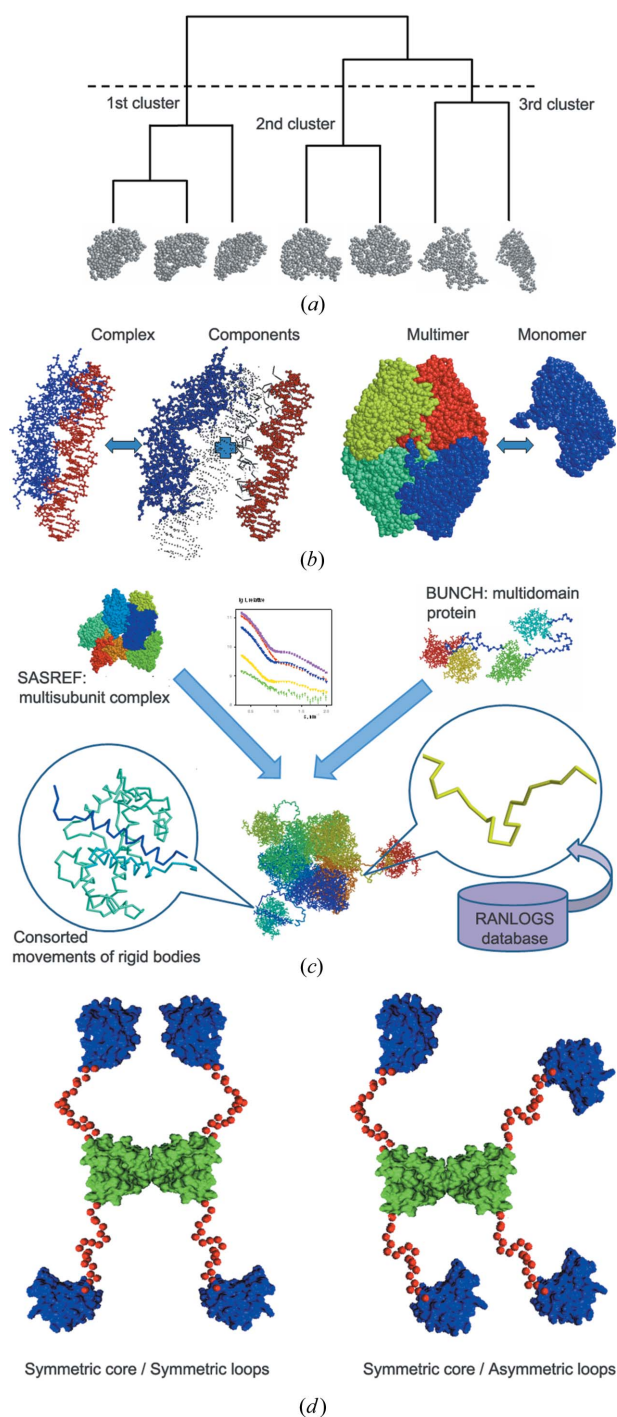 1st cluster
2nd cluster
3rd cluster
(a)
Complex
Components
Multimer
Monomer
(b)
SASREF:
multisubunit complex
BUNCH: multidomain
protein
Consorted
movements of rigid bodies
RANLOGS
database
(c)
Symmetric core / Symmetric loops
Symmetric core / Asymmetric loops
(d)